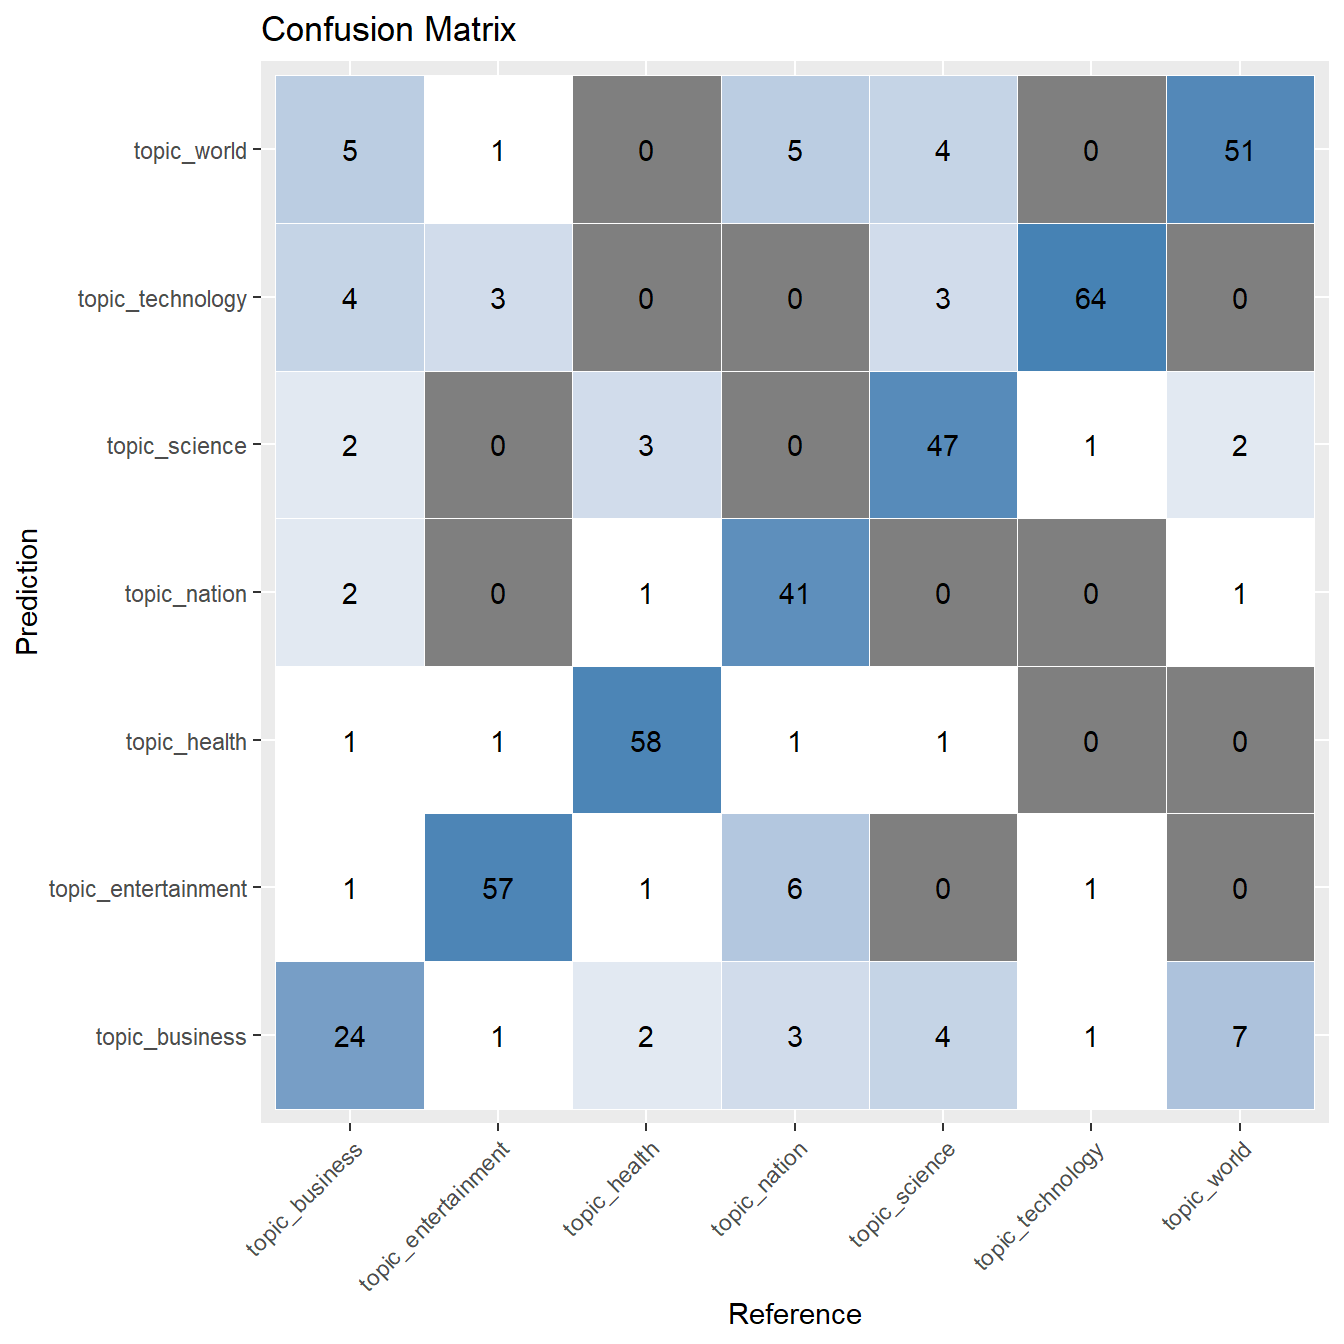 Confusion Matrix
Prediction
topic_world 5 1 0 5 4 0 51
topic_technology 4 3 0 0 3 64 0
topic_science 2 0 3 0 47 1 2
topic_nation 2 0 1 41 0 0 1
topic_health 1 1 58 1 1 0 0
topic_entertainment 1 57 1 6 0 1 0
topic_business 24 1 2 3 4 1 7
topic_business topic_entertainment topic_health topic_nation topic_science topic_technology topic_world
Reference